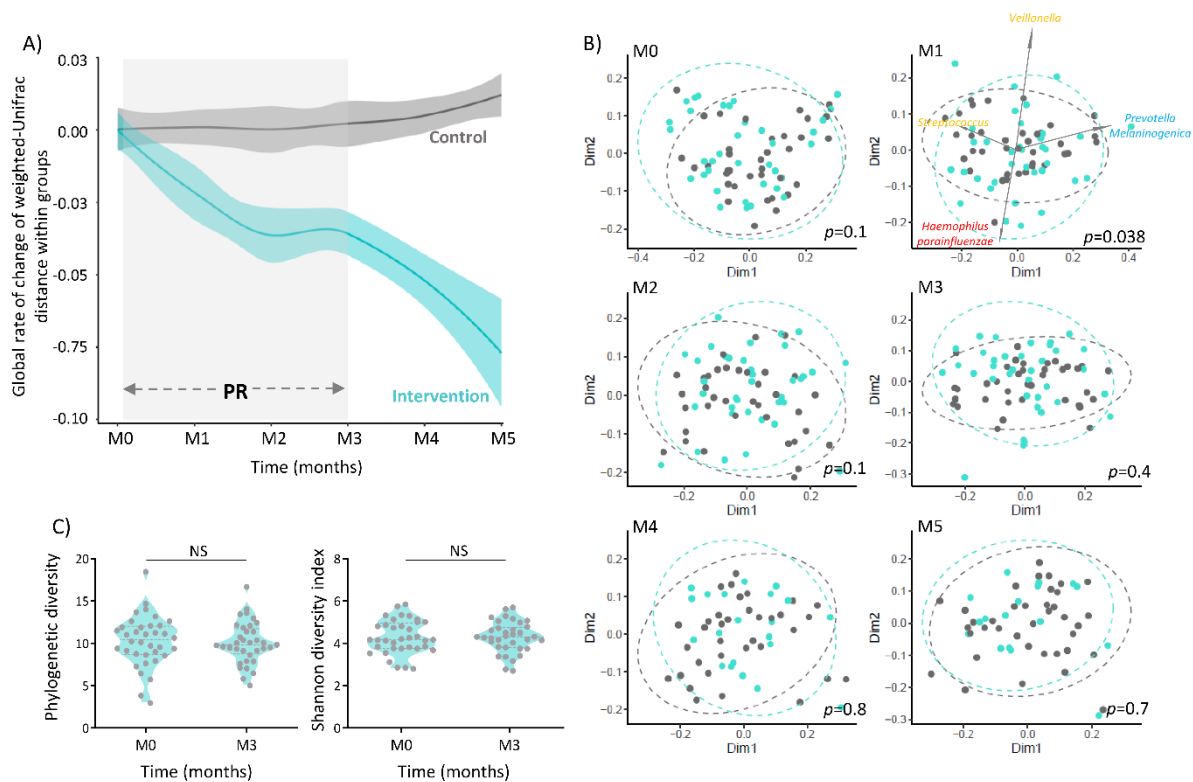 A)
Global rate of change of weighted-Unifrac
distance within groups
0.03
0.00
-0.03
-0.05
-0.75
-0.10
Control
Intervention
PR
M0 M1 M2 M3 M4 M5
Time (months)
B)
M0
Dim2
0.2
0.1
0.0
−0.1
−0.2
p=0.1
−0.4 −0.2 0.0 0.2
Dim1
M1
Veillonella
Streptococcus
Prevotella
Melaninogenica
Haemophilus
parainfluenzae
Dim2
0.2
0.1
0.0
−0.1
−0.2
p=0.038
−0.2 0.0 0.2 0.4
Dim1
M2
Dim2
0.2
0.1
0.0
−0.1
−0.2
p=0.1
−0.2 0.0 0.2
Dim1
M3
Dim2
0.2
0.1
0.0
−0.1
−0.2
−0.3
p=0.4
−0.2 0.0 0.2
Dim1
M4
Dim2
0.2
0.1
0.0
−0.1
−0.2
p=0.8
−0.2 0.0 0.2
Dim1
M5
Dim2
0.2
0.1
0.0
−0.1
−0.2
−0.3
p=0.7
−0.2 0.0 0.2 0.4
Dim1
C)
Phylogenetic diversity
20
15
10
5
0
NS
M0 M3
Time (months)
Shannon diversity index
8
6
4
2
0
NS
M0 M3
Time (months)